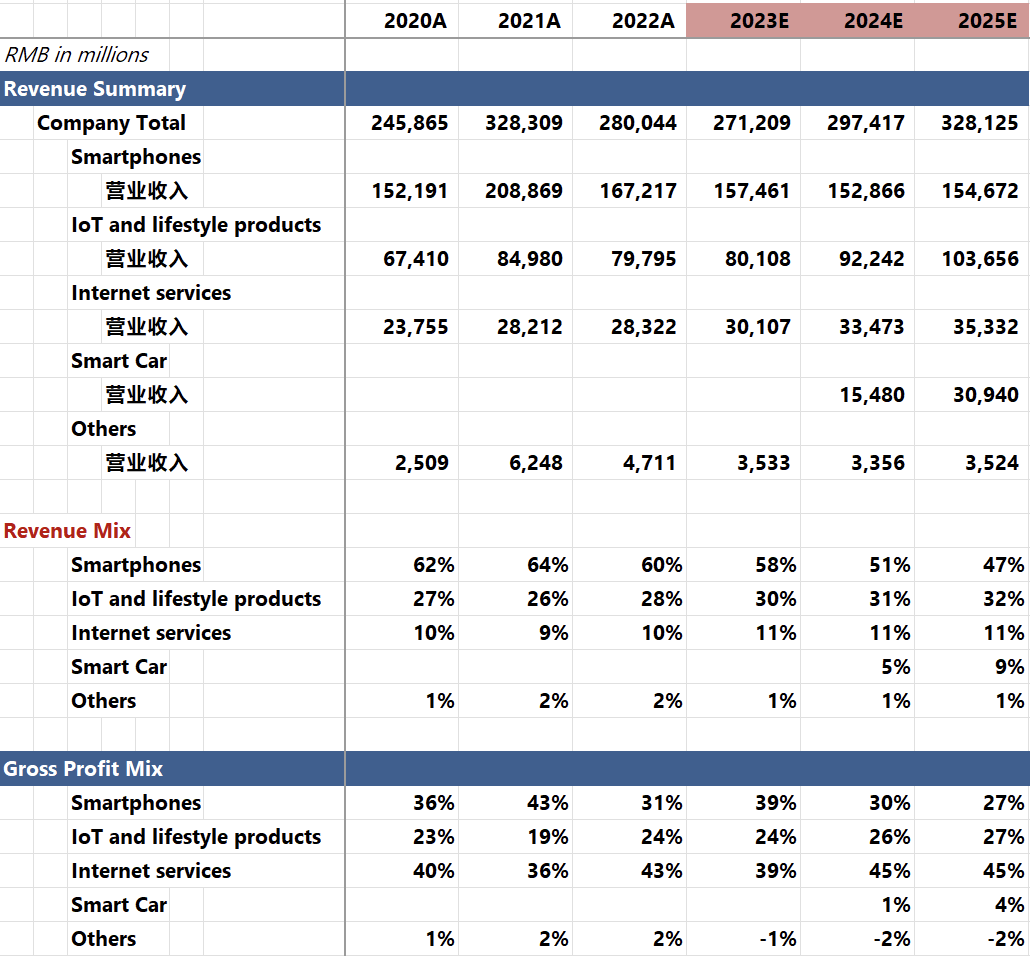 2020A 2021A 2022A 2023E 2024E 2025E
RMB in millions
Revenue Summary
Company Total 245,865 328,309 280,044 271,209 297,417 328,125
Smartphones
营业收入 152,191 208,869 167,217 157,461 152,866 154,672
IoT and lifestyle products
营业收入 67,410 84,980 79,795 80,108 92,242 103,656
Internet services
营业收入 23,755 28,212 28,322 30,107 33,473 35,332
Smart Car
营业收入 15,480 30,940
Others
营业收入 2,509 6,248 4,711 3,533 3,356 3,524
Revenue Mix
Smartphones 62% 64% 60% 58% 51% 47%
IoT and lifestyle products 27% 26% 28% 30% 31% 32%
Internet services 10% 9% 10% 11% 11% 11%
Smart Car 5% 9%
Others 1% 2% 2% 1% 1% 1%
Gross Profit Mix
Smartphones 36% 43% 31% 39% 30% 27%
IoT and lifestyle products 23% 19% 24% 24% 26% 27%
Internet services 40% 36% 43% 39% 45% 45%
Smart Car 1% 4%
Others 1% 2% 2% -1% -2% -2%